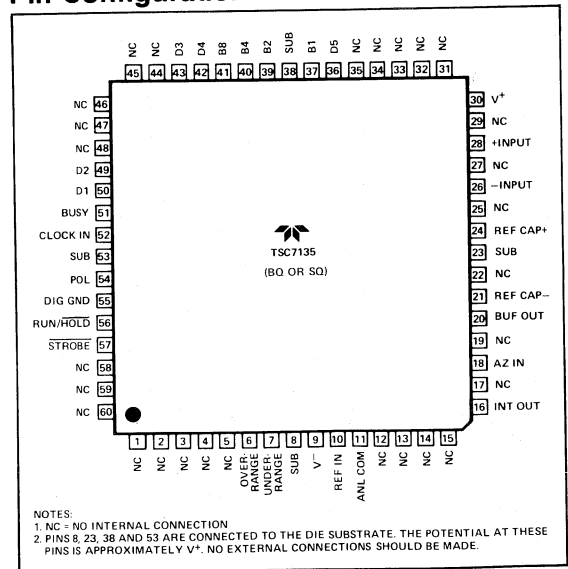 NC NC D3 D4 B8 B4 B2 SUB B1 D5 NC NC NC NC NC
45 44 43 42 41 40 39 38 37 36 35 34 33 32 31
NC 46
NC 47
NC 48
D2 49
D1 50
BUSY 51
CLOCK IN 52
SUB 53
POL 54
DIG GND 55
RUN/HOLD 56
STROBE 57
NC 58
NC 59
NC 60
TSC7135
(BQ OR SQ)
30 V+
29 NC
28 +INPUT
27 NC
26 −INPUT
25 NC
24 REF CAP+
23 SUB
22 NC
21 REF CAP−
20 BUF OUT
19 NC
18 AZ IN
17 NC
16 INT OUT
1 2 3 4 5 6 7 8 9 10 11 12 13 14 15
NC NC NC NC NC OVER-RANGE UNDER-RANGE SUB V− REF IN ANL COM NC NC NC NC
NOTES:
1. NC = NO INTERNAL CONNECTION
2. PINS 8, 23, 38 AND 53 ARE CONNECTED TO THE DIE SUBSTRATE. THE POTENTIAL AT THESE
PINS IS APPROXIMATELY V+. NO EXTERNAL CONNECTIONS SHOULD BE MADE.